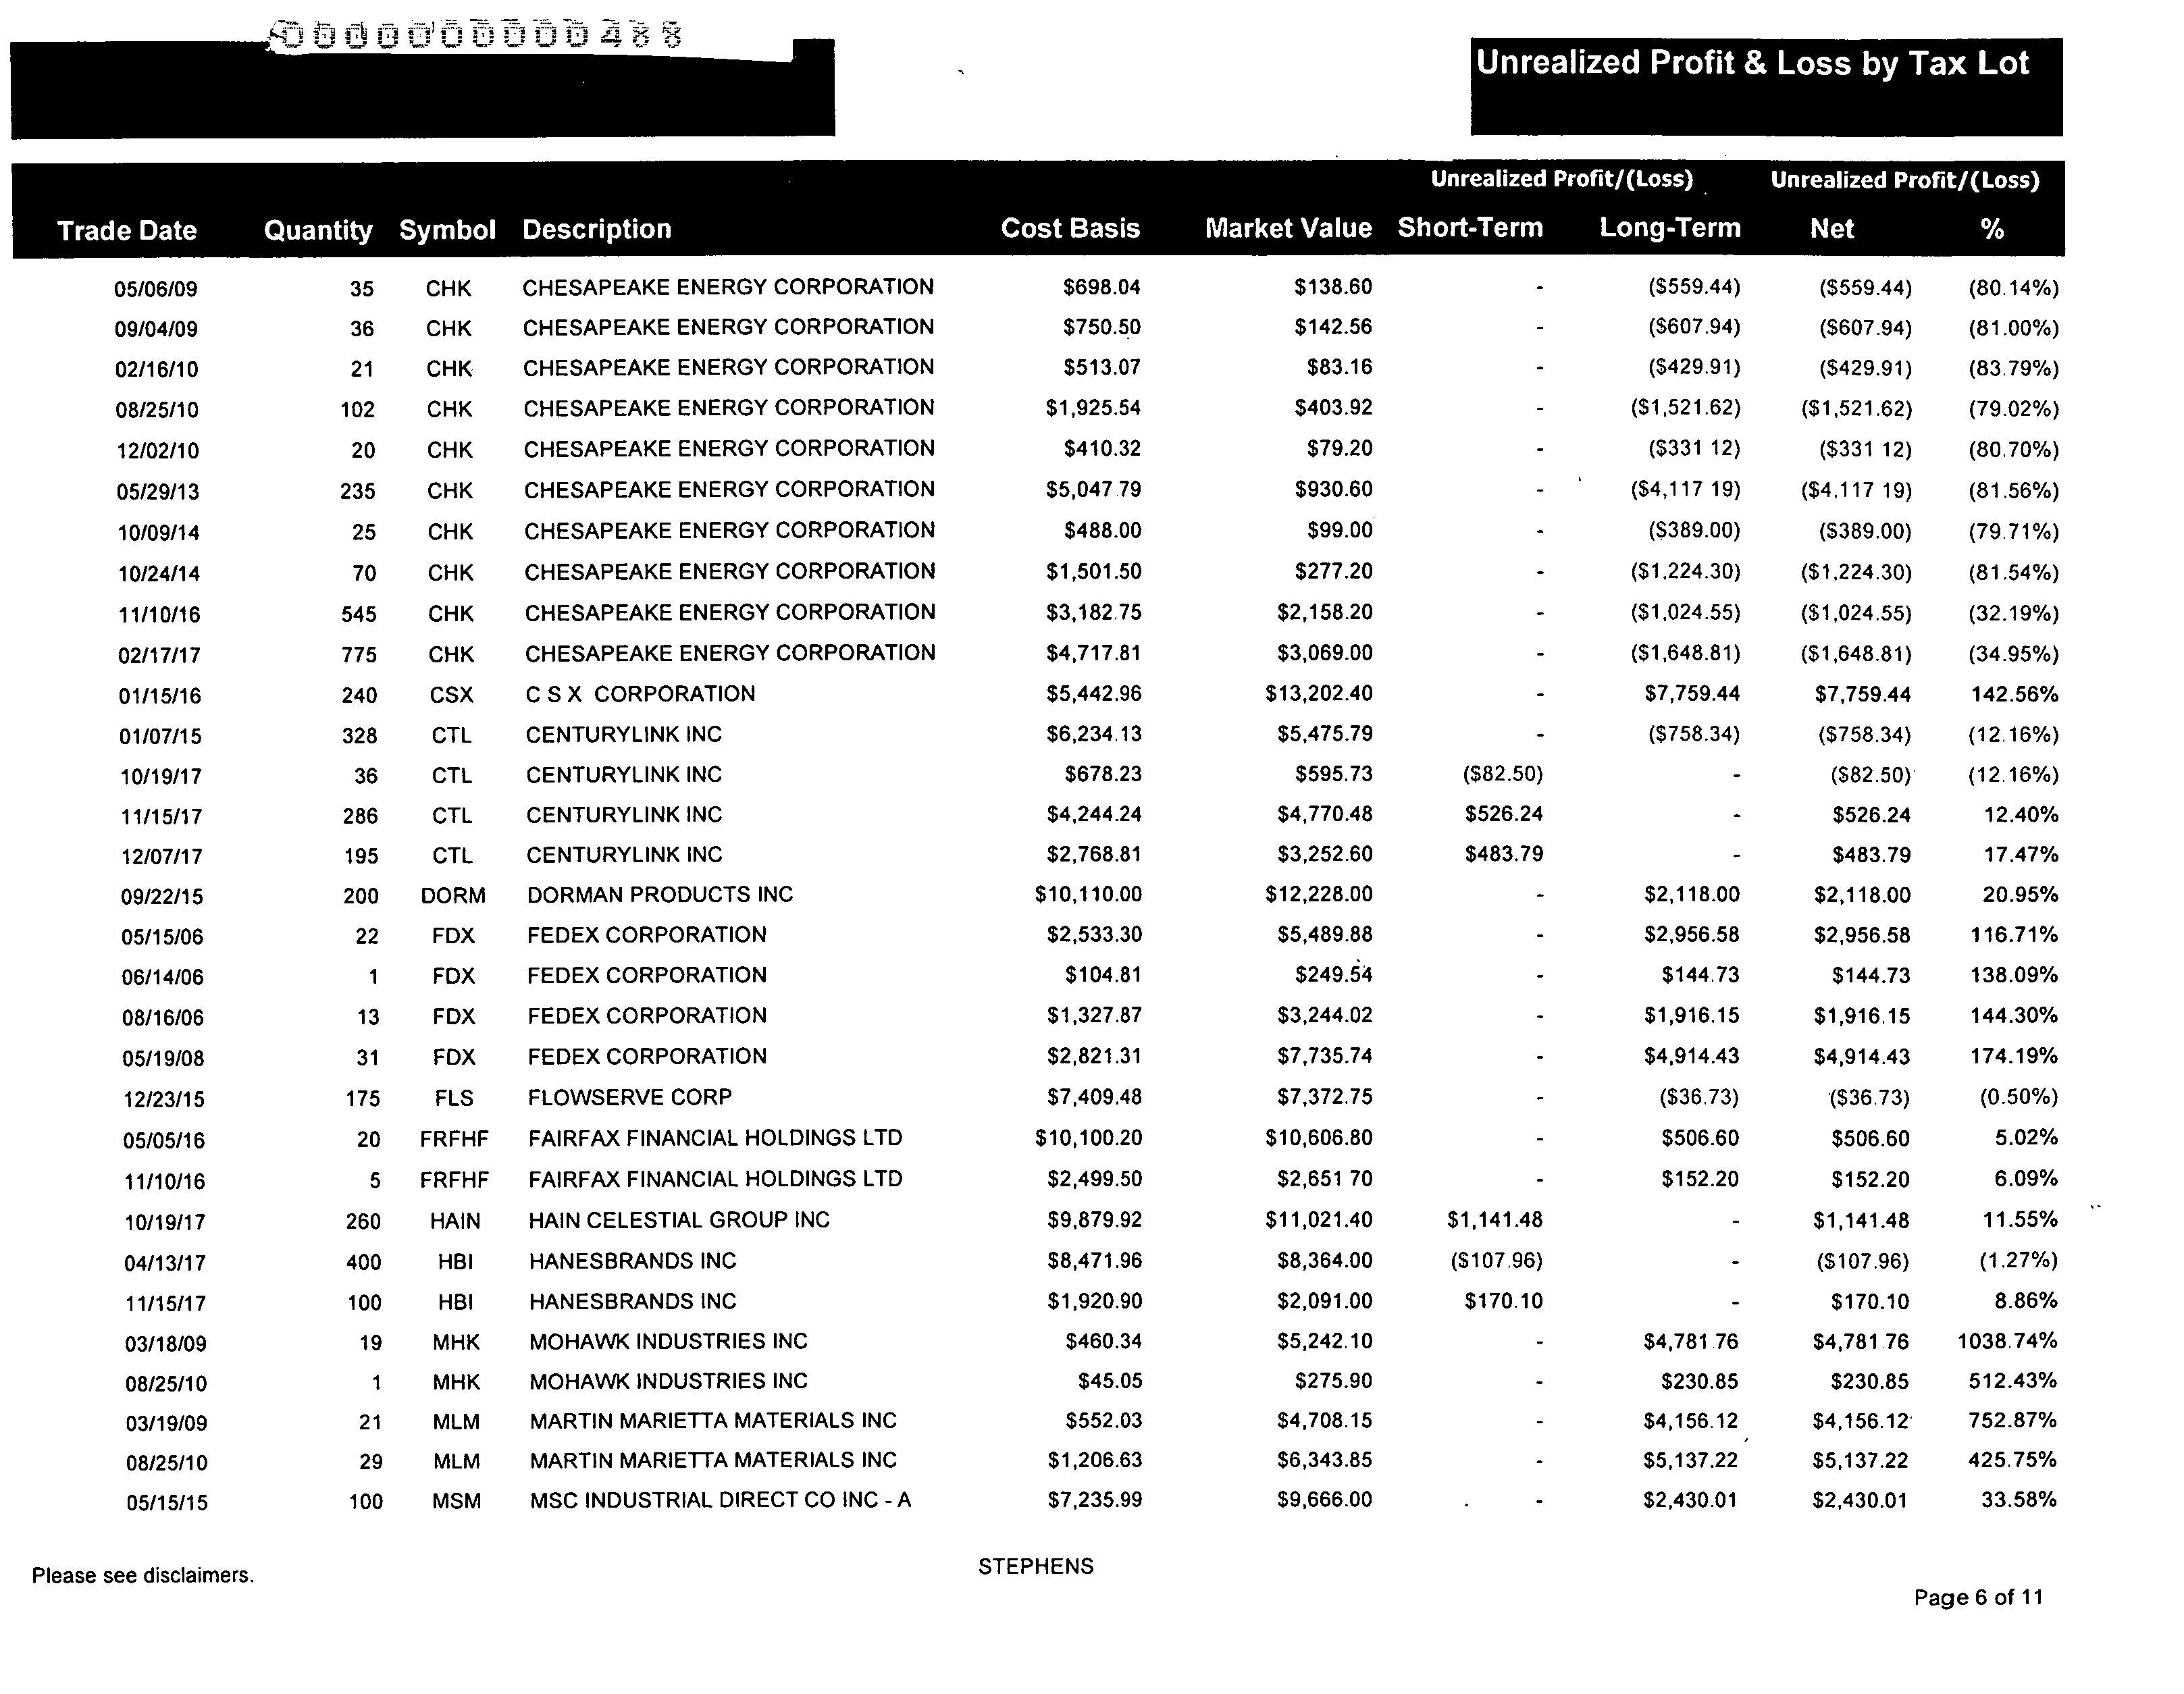 000000000488
Unrealized Profit & Loss by Tax Lot
Unrealized Profit/(Loss) Unrealized Profit/(Loss)
Trade Date Quantity Symbol Description Cost Basis Market Value Short-Term Long-Term Net %
05/06/09 35 CHK CHESAPEAKE ENERGY CORPORATION $698.04 $138.60 - ($559.44) ($559.44) (80.14%)
09/04/09 36 CHK CHESAPEAKE ENERGY CORPORATION $750.50 $142.56 - ($607.94) ($607.94) (81.00%)
02/16/10 21 CHK CHESAPEAKE ENERGY CORPORATION $513.07 $83.16 - ($429.91) ($429.91) (83.79%)
08/25/10 102 CHK CHESAPEAKE ENERGY CORPORATION $1,925.54 $403.92 - ($1,521.62) ($1,521.62) (79.02%)
12/02/10 20 CHK CHESAPEAKE ENERGY CORPORATION $410.32 $79.20 - ($331 12) ($331 12) (80.70%)
05/29/13 235 CHK CHESAPEAKE ENERGY CORPORATION $5,047.79 $930.60 - ($4,117 19) ($4,117 19) (81.56%)
10/09/14 25 CHK CHESAPEAKE ENERGY CORPORATION $488.00 $99.00 - ($389.00) ($389.00) (79.71%)
10/24/14 70 CHK CHESAPEAKE ENERGY CORPORATION $1,501.50 $277.20 - ($1,224.30) ($1,224.30) (81.54%)
11/10/16 545 CHK CHESAPEAKE ENERGY CORPORATION $3,182.75 $2,158.20 - ($1,024.55) ($1,024.55) (32.19%)
02/17/17 775 CHK CHESAPEAKE ENERGY CORPORATION $4,717.81 $3,069.00 - ($1,648.81) ($1,648.81) (34.95%)
01/15/16 240 CSX C S X CORPORATION $5,442.96 $13,202.40 - $7,759.44 $7,759.44 142.56%
01/07/15 328 CTL CENTURYLINK INC $6,234.13 $5,475.79 - ($758.34) ($758.34) (12.16%)
10/19/17 36 CTL CENTURYLINK INC $678.23 $595.73 ($82.50) - ($82.50) (12.16%)
11/15/17 286 CTL CENTURYLINK INC $4,244.24 $4,770.48 $526.24 - $526.24 12.40%
12/07/17 195 CTL CENTURYLINK INC $2,768.81 $3,252.60 $483.79 - $483.79 17.47%
09/22/15 200 DORM DORMAN PRODUCTS INC $10,110.00 $12,228.00 - $2,118.00 $2,118.00 20.95%
05/15/06 22 FDX FEDEX CORPORATION $2,533.30 $5,489.88 - $2,956.58 $2,956.58 116.71%
06/14/06 1 FDX FEDEX CORPORATION $104.81 $249.54 - $144.73 $144.73 138.09%
08/16/06 13 FDX FEDEX CORPORATION $1,327.87 $3,244.02 - $1,916.15 $1,916.15 144.30%
05/19/08 31 FDX FEDEX CORPORATION $2,821.31 $7,735.74 - $4,914.43 $4,914.43 174.19%
12/23/15 175 FLS FLOWSERVE CORP $7,409.48 $7,372.75 - ($36.73) ($36.73) (0.50%)
05/05/16 20 FRFHF FAIRFAX FINANCIAL HOLDINGS LTD $10,100.20 $10,606.80 - $506.60 $506.60 5.02%
11/10/16 5 FRFHF FAIRFAX FINANCIAL HOLDINGS LTD $2,499.50 $2,651 70 - $152.20 $152.20 6.09%
10/19/17 260 HAIN HAIN CELESTIAL GROUP INC $9,879.92 $11,021.40 $1,141.48 - $1,141.48 11.55%
04/13/17 400 HBI HANESBRANDS INC $8,471.96 $8,364.00 ($107.96) - ($107.96) (1.27%)
11/15/17 100 HBI HANESBRANDS INC $1,920.90 $2,091.00 $170.10 - $170.10 8.86%
03/18/09 19 MHK MOHAWK INDUSTRIES INC $460.34 $5,242.10 - $4,781.76 $4,781 76 1038.74%
08/25/10 1 MHK MOHAWK INDUSTRIES INC $45.05 $275.90 - $230.85 $230.85 512.43%
03/19/09 21 MLM MARTIN MARIETTA MATERIALS INC $552.03 $4,708.15 - $4,156.12 $4,156.12 752.87%
08/25/10 29 MLM MARTIN MARIETTA MATERIALS INC $1,206.63 $6,343.85 - $5,137.22 $5,137.22 425.75%
05/15/15 100 MSM MSC INDUSTRIAL DIRECT CO INC - A $7,235.99 $9,666.00 - $2,430.01 $2,430.01 33.58%
Please see disclaimers.
STEPHENS
Page 6 of 11